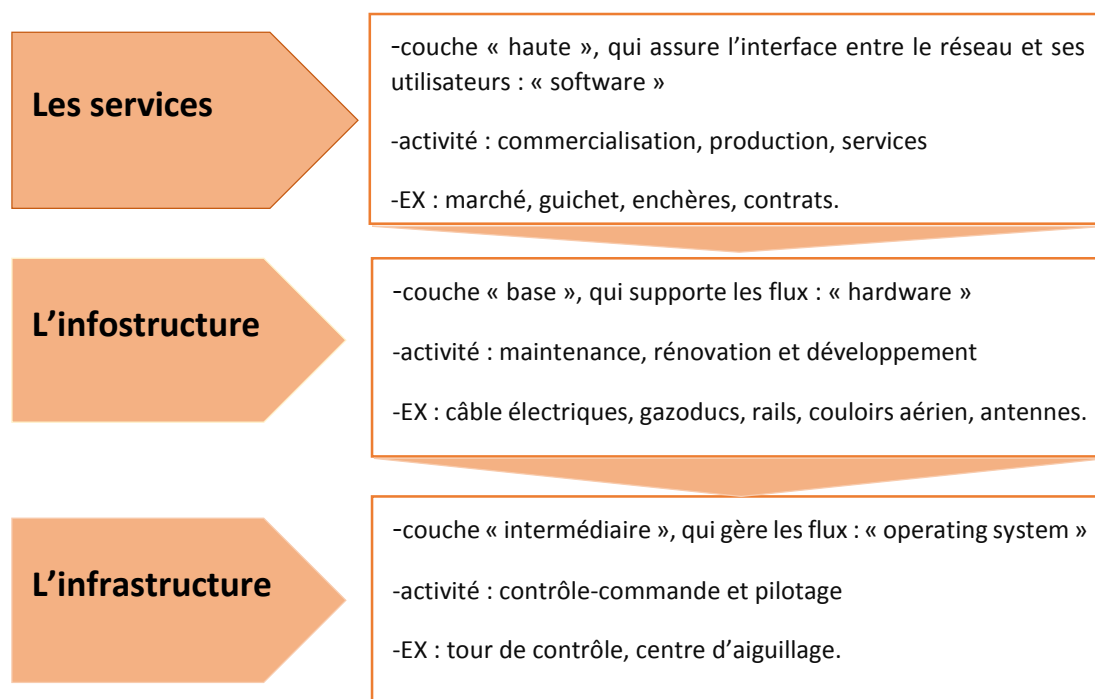 Les services
-couche « haute », qui assure l’interface entre le réseau et ses
utilisateurs : « software »
-activité : commercialisation, production, services
-EX : marché, guichet, enchères, contrats.
L’infostructure
-couche « base », qui supporte les flux : « hardware »
-activité : maintenance, rénovation et développement
-EX : câble électriques, gazoducs, rails, couloirs aérien, antennes.
L’infrastructure
-couche « intermédiaire », qui gère les flux : « operating system »
-activité : contrôle-commande et pilotage
-EX : tour de contrôle, centre d’aiguillage.